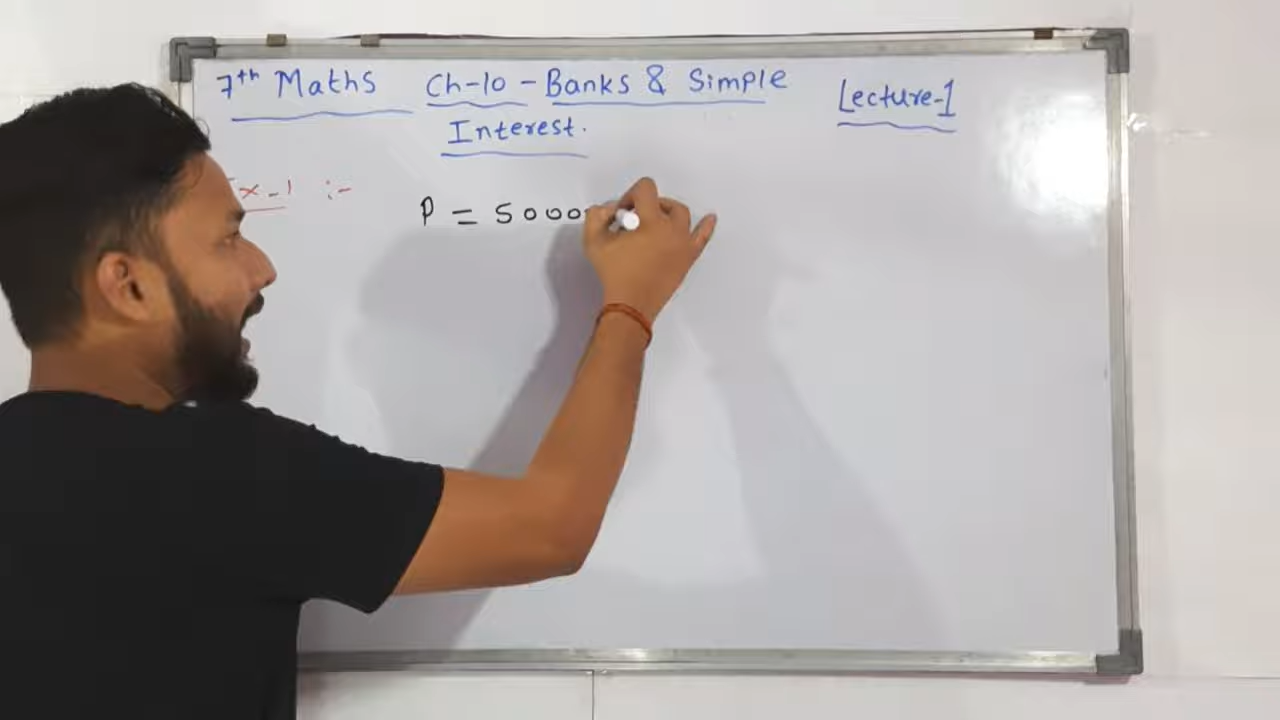 7th Maths Ch-10 - Banks & Simple Interest. Lecture-1
Ex-1 :-
P = 5000